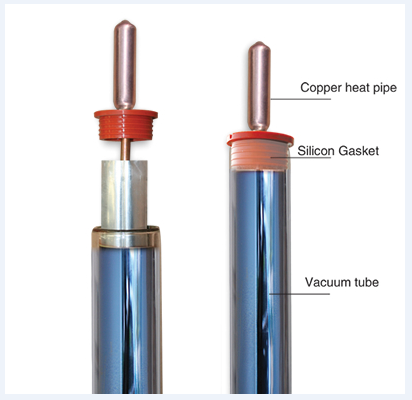 Copper heat pipe
Silicon Gasket
Vacuum tube